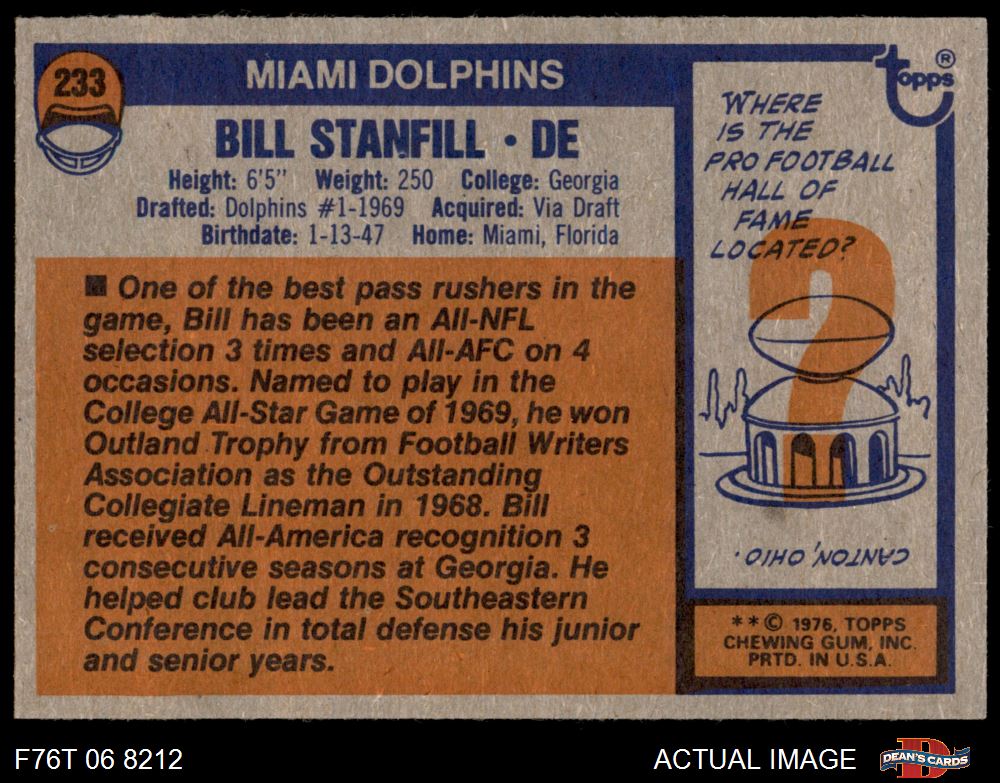 233
MIAMI DOLPHINS
BILL STANFILL • DE
Height: 6'5" Weight: 250 College: Georgia
Drafted: Dolphins #1-1969 Acquired: Via Draft
Birthdate: 1-13-47 Home: Miami, Florida
■ One of the best pass rushers in the
game, Bill has been an All-NFL
selection 3 times and All-AFC on 4
occasions. Named to play in the
College All-Star Game of 1969, he won
Outland Trophy from Football Writers
Association as the Outstanding
Collegiate Lineman in 1968. Bill
received All-America recognition 3
consecutive seasons at Georgia. He
helped club lead the Southeastern
Conference in total defense his junior
and senior years.
topps®
WHERE
IS THE
PRO FOOTBALL
HALL OF
FAME
LOCATED?
?
CANTON, OHIO.
**© 1976, TOPPS
CHEWING GUM, INC.
PRTD. IN U.S.A.
F76T 06 8212
ACTUAL IMAGE
D
DEAN'S CARDS